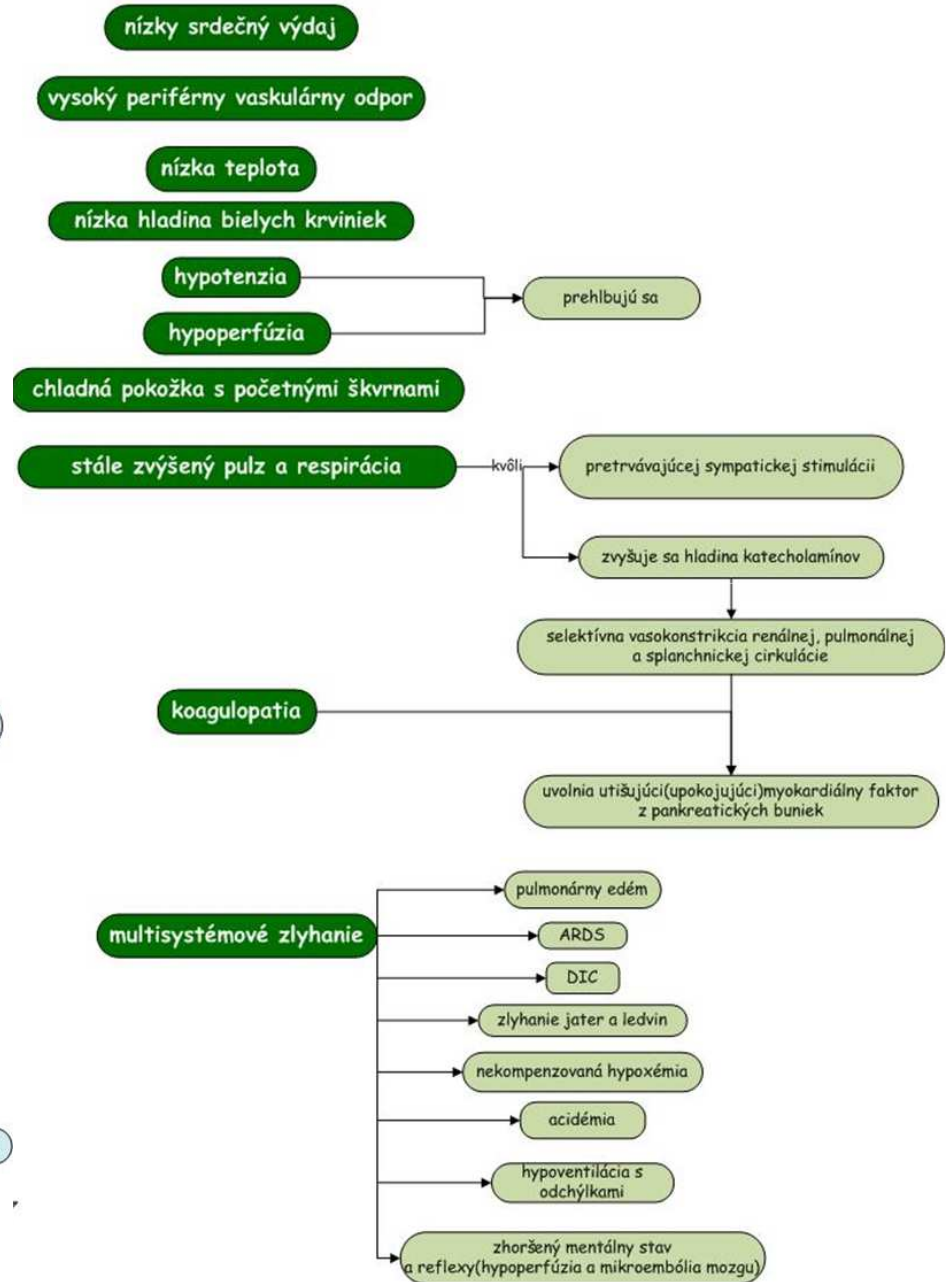 nízky srdečný výdaj
vysoký periférny vaskulárny odpor
nízka teplota
nízka hladina bielych krviniek
hypotenzia
prehlbujú sa
hypoperfúzia
chladná pokožka s početnými škvrnami
stále zvýšený pulz a respirácia
kvôli
pretrvávajúcej sympatickej stimulácii
zvyšuje sa hladina katecholamínov
selektívna vasokonstrikcia renálnej, pulmonálnej
a splanchnickej cirkulácie
koagulopatia
uvolnia utišujúci(upokojujúci)myokardiálny faktor
z pankreatických buniek
pulmonárny edém
multisystémové zlyhanie
ARDS
DIC
zlyhanie jater a ledvin
nekompenzovaná hypoxémia
acidémia
hypoventilácia s
odchýlkami
zhoršený mentálny stav
a reflexy(hypoperfúzia a mikroembólia mozgu)